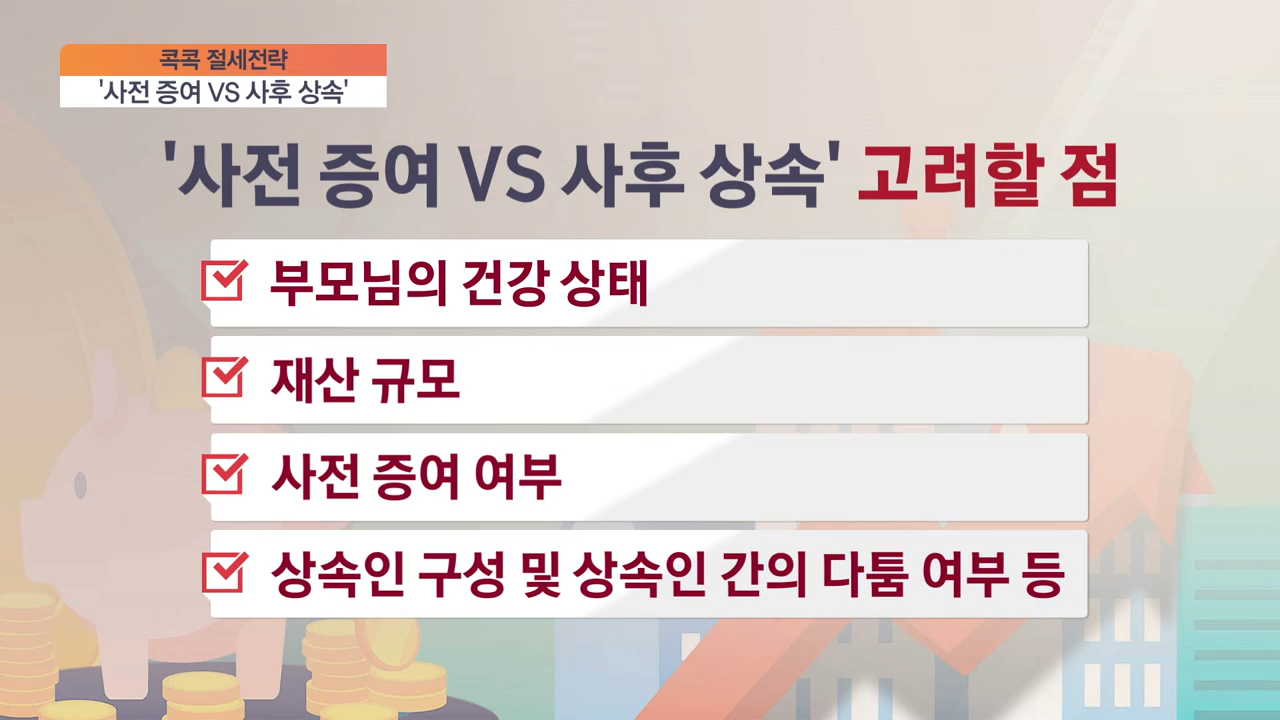 콕콕 절세전략
'사전 증여 VS 사후 상속'
'사전 증여 VS 사후 상속' 고려할 점
부모님의 건강 상태
재산 규모
사전 증여 여부
상속인 구성 및 상속인 간의 다툼 여부 등